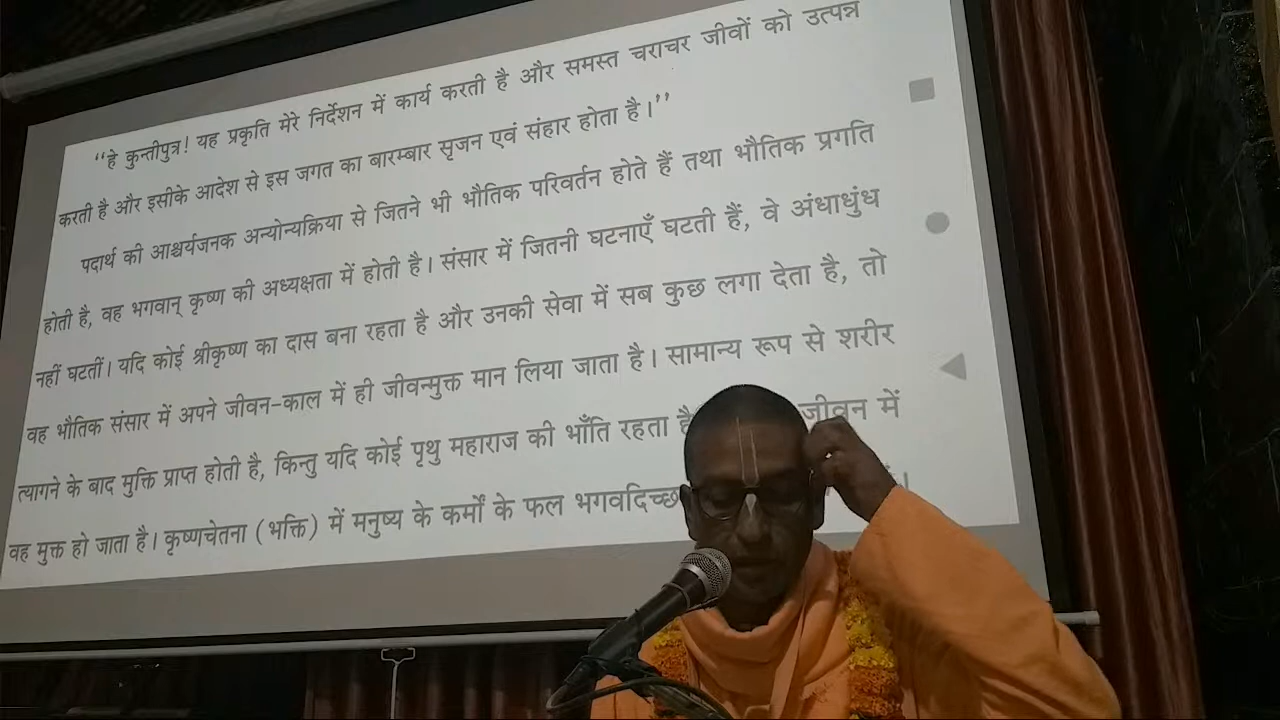 “हे कुन्तीपुत्र! यह प्रकृति मेरे निर्देशन में कार्य करती है और समस्त चराचर जीवों को उत्पन्न
करती है और इसीके आदेश से इस जगत का बारम्बार सृजन एवं संहार होता है।”
पदार्थ की आश्चर्यजनक अन्योन्यक्रिया से जितने भी भौतिक परिवर्तन होते हैं तथा भौतिक प्रगति
होती है, वह भगवान् कृष्ण की अध्यक्षता में होती है। संसार में जितनी घटनाएँ घटती हैं, वे अंधाधुंध
नहीं घटतीं। यदि कोई श्रीकृष्ण का दास बना रहता है और उनकी सेवा में सब कुछ लगा देता है, तो
वह भौतिक संसार में अपने जीवन-काल में ही जीवन्मुक्त मान लिया जाता है। सामान्य रूप से शरीर
त्यागने के बाद मुक्ति प्राप्त होती है, किन्तु यदि कोई पृथु महाराज की भाँति रहता है जीवन में
वह मुक्त हो जाता है। कृष्णचेतना (भक्ति) में मनुष्य के कर्मों के फल